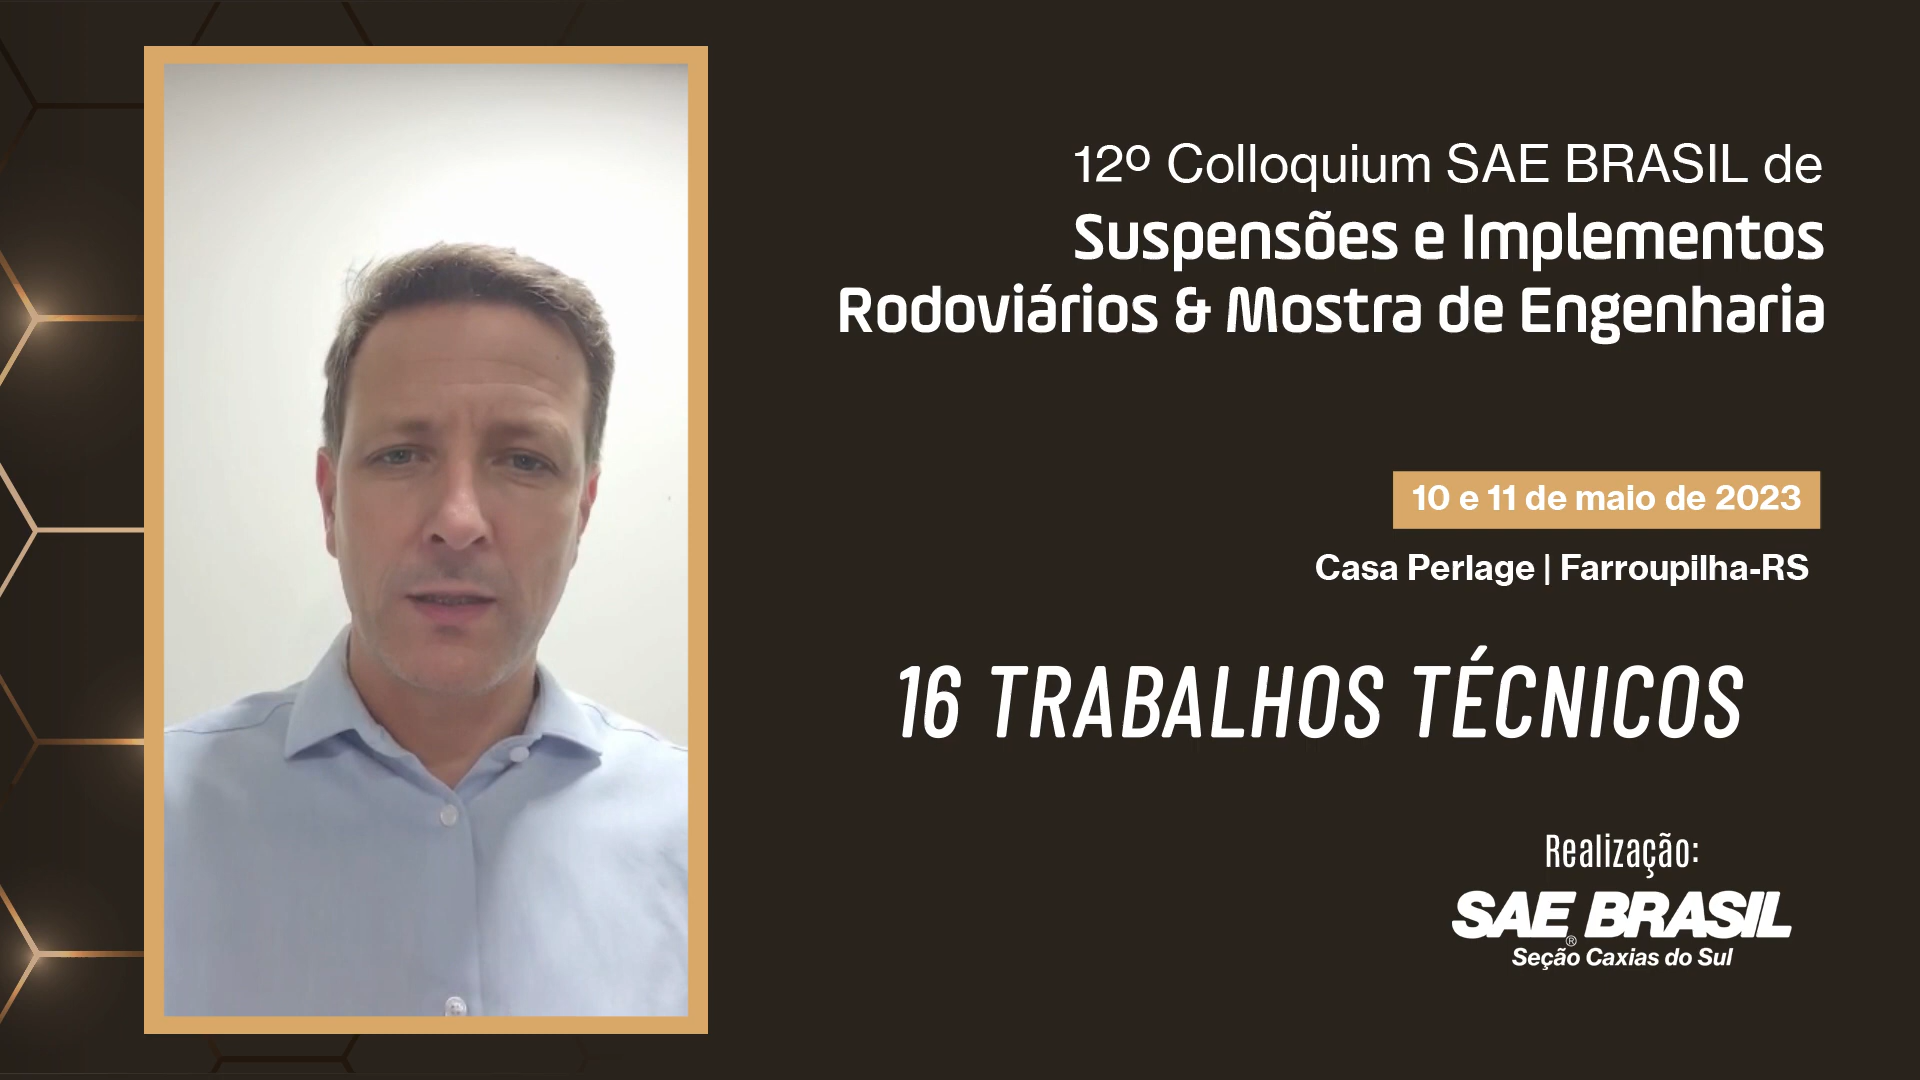 12º Colloquium SAE BRASIL de
Suspensões e Implementos
Rodoviários & Mostra de Engenharia
10 e 11 de maio de 2023
Casa Perlage | Farroupilha-RS
16 TRABALHOS TÉCNICOS
Realização:
SAE BRASIL®
Seção Caxias do Sul